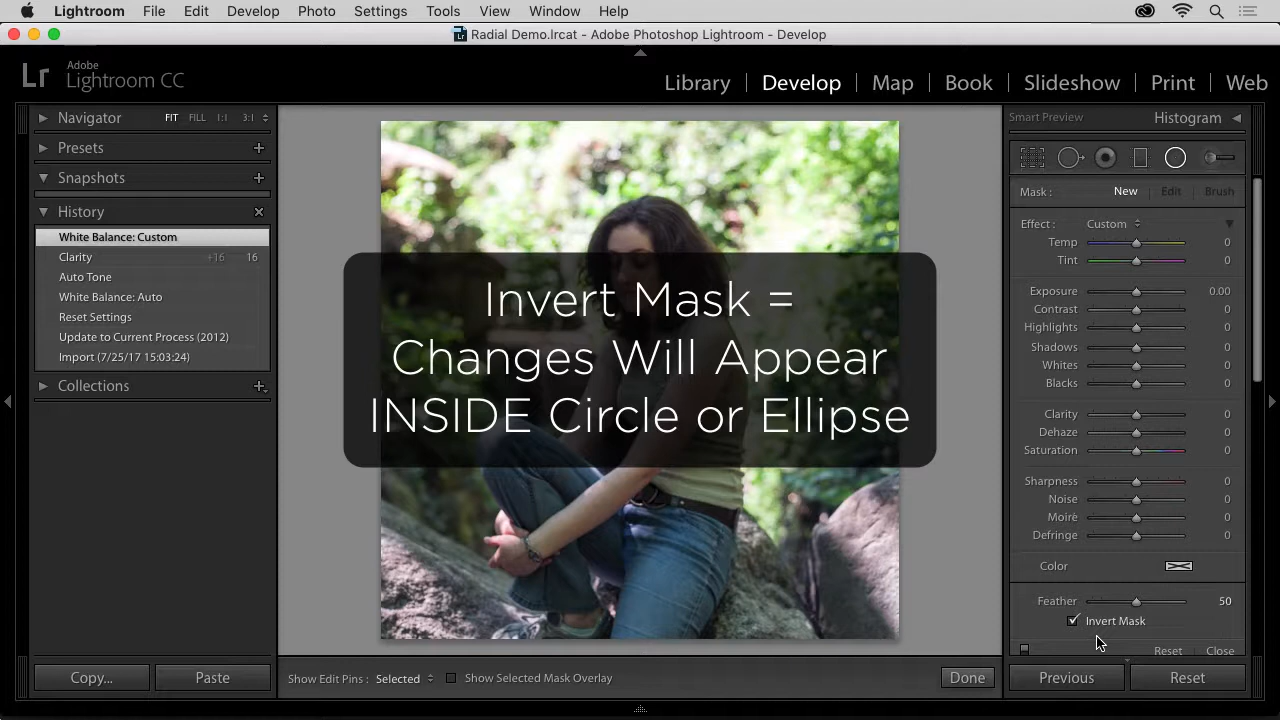 Lightroom File Edit Develop Photo Settings Tools View Window Help
Radial Demo.lrcat - Adobe Photoshop Lightroom - Develop
Lr Adobe
Lightroom CC
Library | Develop | Map | Book | Slideshow | Print | Web
Navigator FIT FILL 1:1 3:1
Presets
Snapshots
History
White Balance: Custom
Clarity +16 16
Auto Tone
White Balance: Auto
Reset Settings
Update to Current Process (2012)
Import (7/25/17 15:03:24)
Collections
Copy... Paste
Invert Mask =
Changes Will Appear
INSIDE Circle or Ellipse
Show Edit Pins : Selected Show Selected Mask Overlay Done
Smart Preview Histogram
Mask : New Edit Brush
Effect : Custom
Temp 0
Tint 0
Exposure 0.00
Contrast 0
Highlights 0
Shadows 0
Whites 0
Blacks 0
Clarity 0
Dehaze 0
Saturation 0
Sharpness 0
Noise 0
Moiré 0
Defringe 0
Color
Feather 50
Invert Mask
Reset Close
Previous Reset